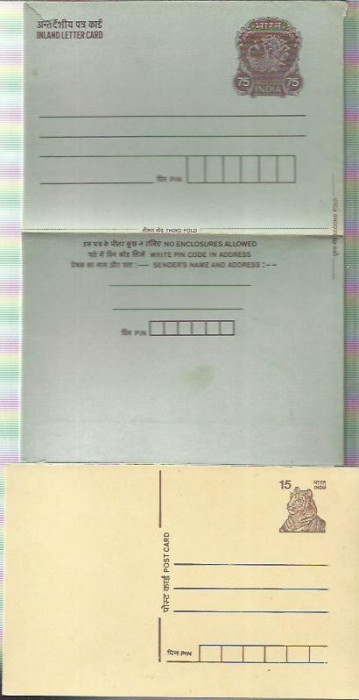 अन्तर्देशीय पत्र कार्ड
INLAND LETTER CARD
भारत
75 75
INDIA
पिन PIN
THIRD FOLD
इस पत्र के भीतर कुछ न रखिए NO ENCLOSURES ALLOWED
पते में पिन कोड लिखें WRITE PIN CODE IN ADDRESS
प्रेषक का नाम और पता :— SENDER'S NAME AND ADDRESS :--
पिन PIN
15 भारत
INDIA
पोस्ट कार्ड POST CARD
पिन PIN